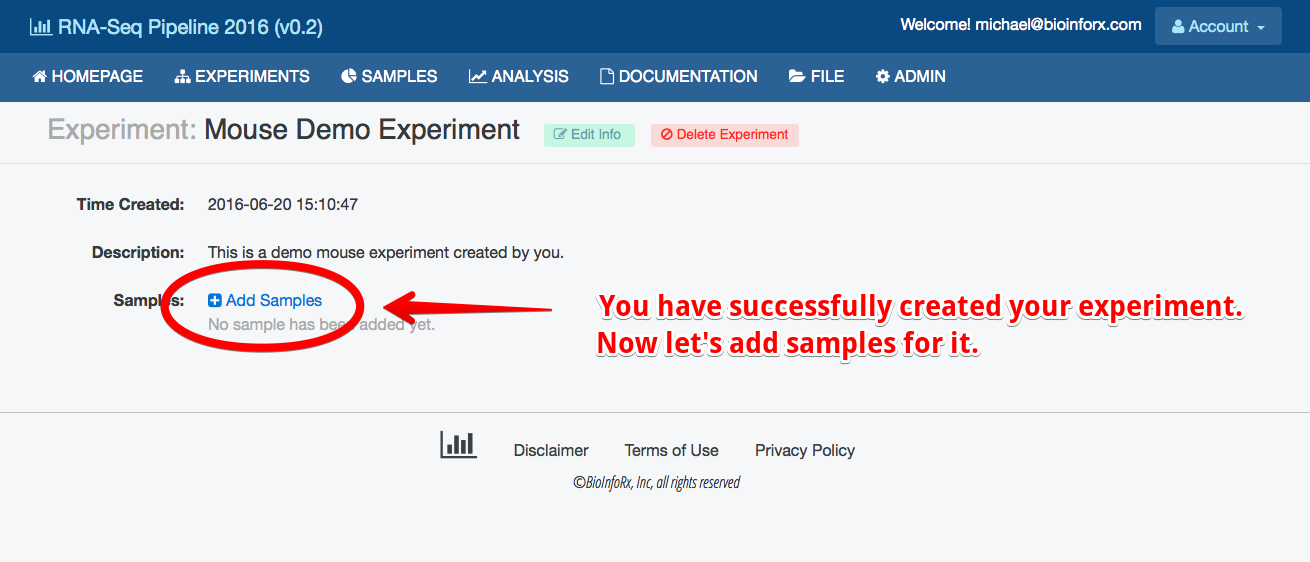 RNA-Seq Pipeline 2016 (v0.2)
Welcome! michael@bioinforx.com
Account
HOMEPAGE EXPERIMENTS SAMPLES ANALYSIS DOCUMENTATION FILE ADMIN
Experiment: Mouse Demo Experiment
Edit Info
Delete Experiment
Time Created: 2016-06-20 15:10:47
Description: This is a demo mouse experiment created by you.
Samples: Add Samples
No sample has been added yet.
You have successfully created your experiment.
Now let's add samples for it.
Disclaimer Terms of Use Privacy Policy
©BioInfoRx, Inc, all rights reserved